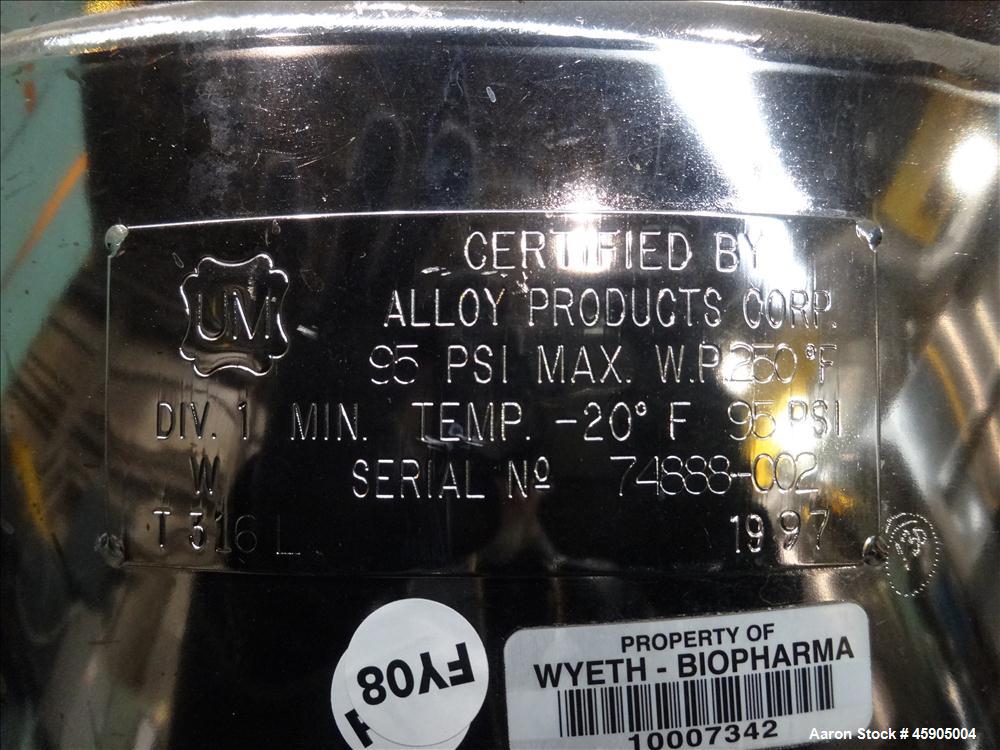 CERTIFIED BY
UM
ALLOY PRODUCTS CORP.
95 PSI MAX. W.P. 250°F
DIV. 1 MIN. TEMP. -20° F 95 PSI
W SERIAL Nº 74888-002
T 316 L 1997
FY08
PROPERTY OF
WYETH - BIOPHARMA
10007342
Aaron Stock # 45905004